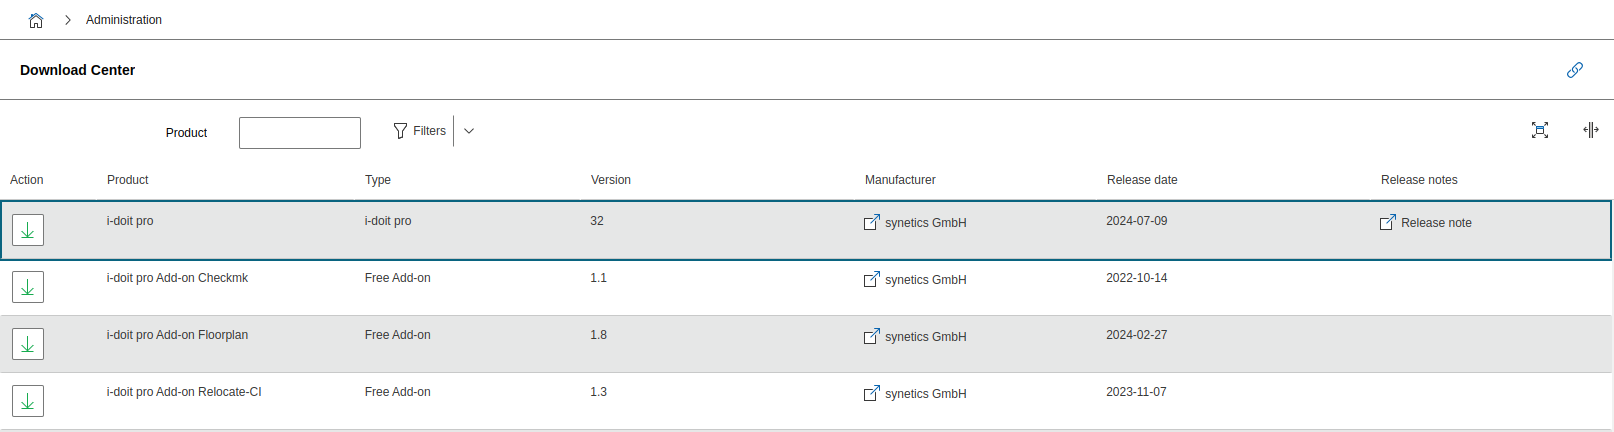 Administration
Download Center
Product Filters
Action Product Type Version Manufacturer Release date Release notes
i-doit pro i-doit pro 32 synetics GmbH 2024-07-09 Release note
i-doit pro Add-on Checkmk Free Add-on 1.1 synetics GmbH 2022-10-14
i-doit pro Add-on Floorplan Free Add-on 1.8 synetics GmbH 2024-02-27
i-doit pro Add-on Relocate-CI Free Add-on 1.3 synetics GmbH 2023-11-07